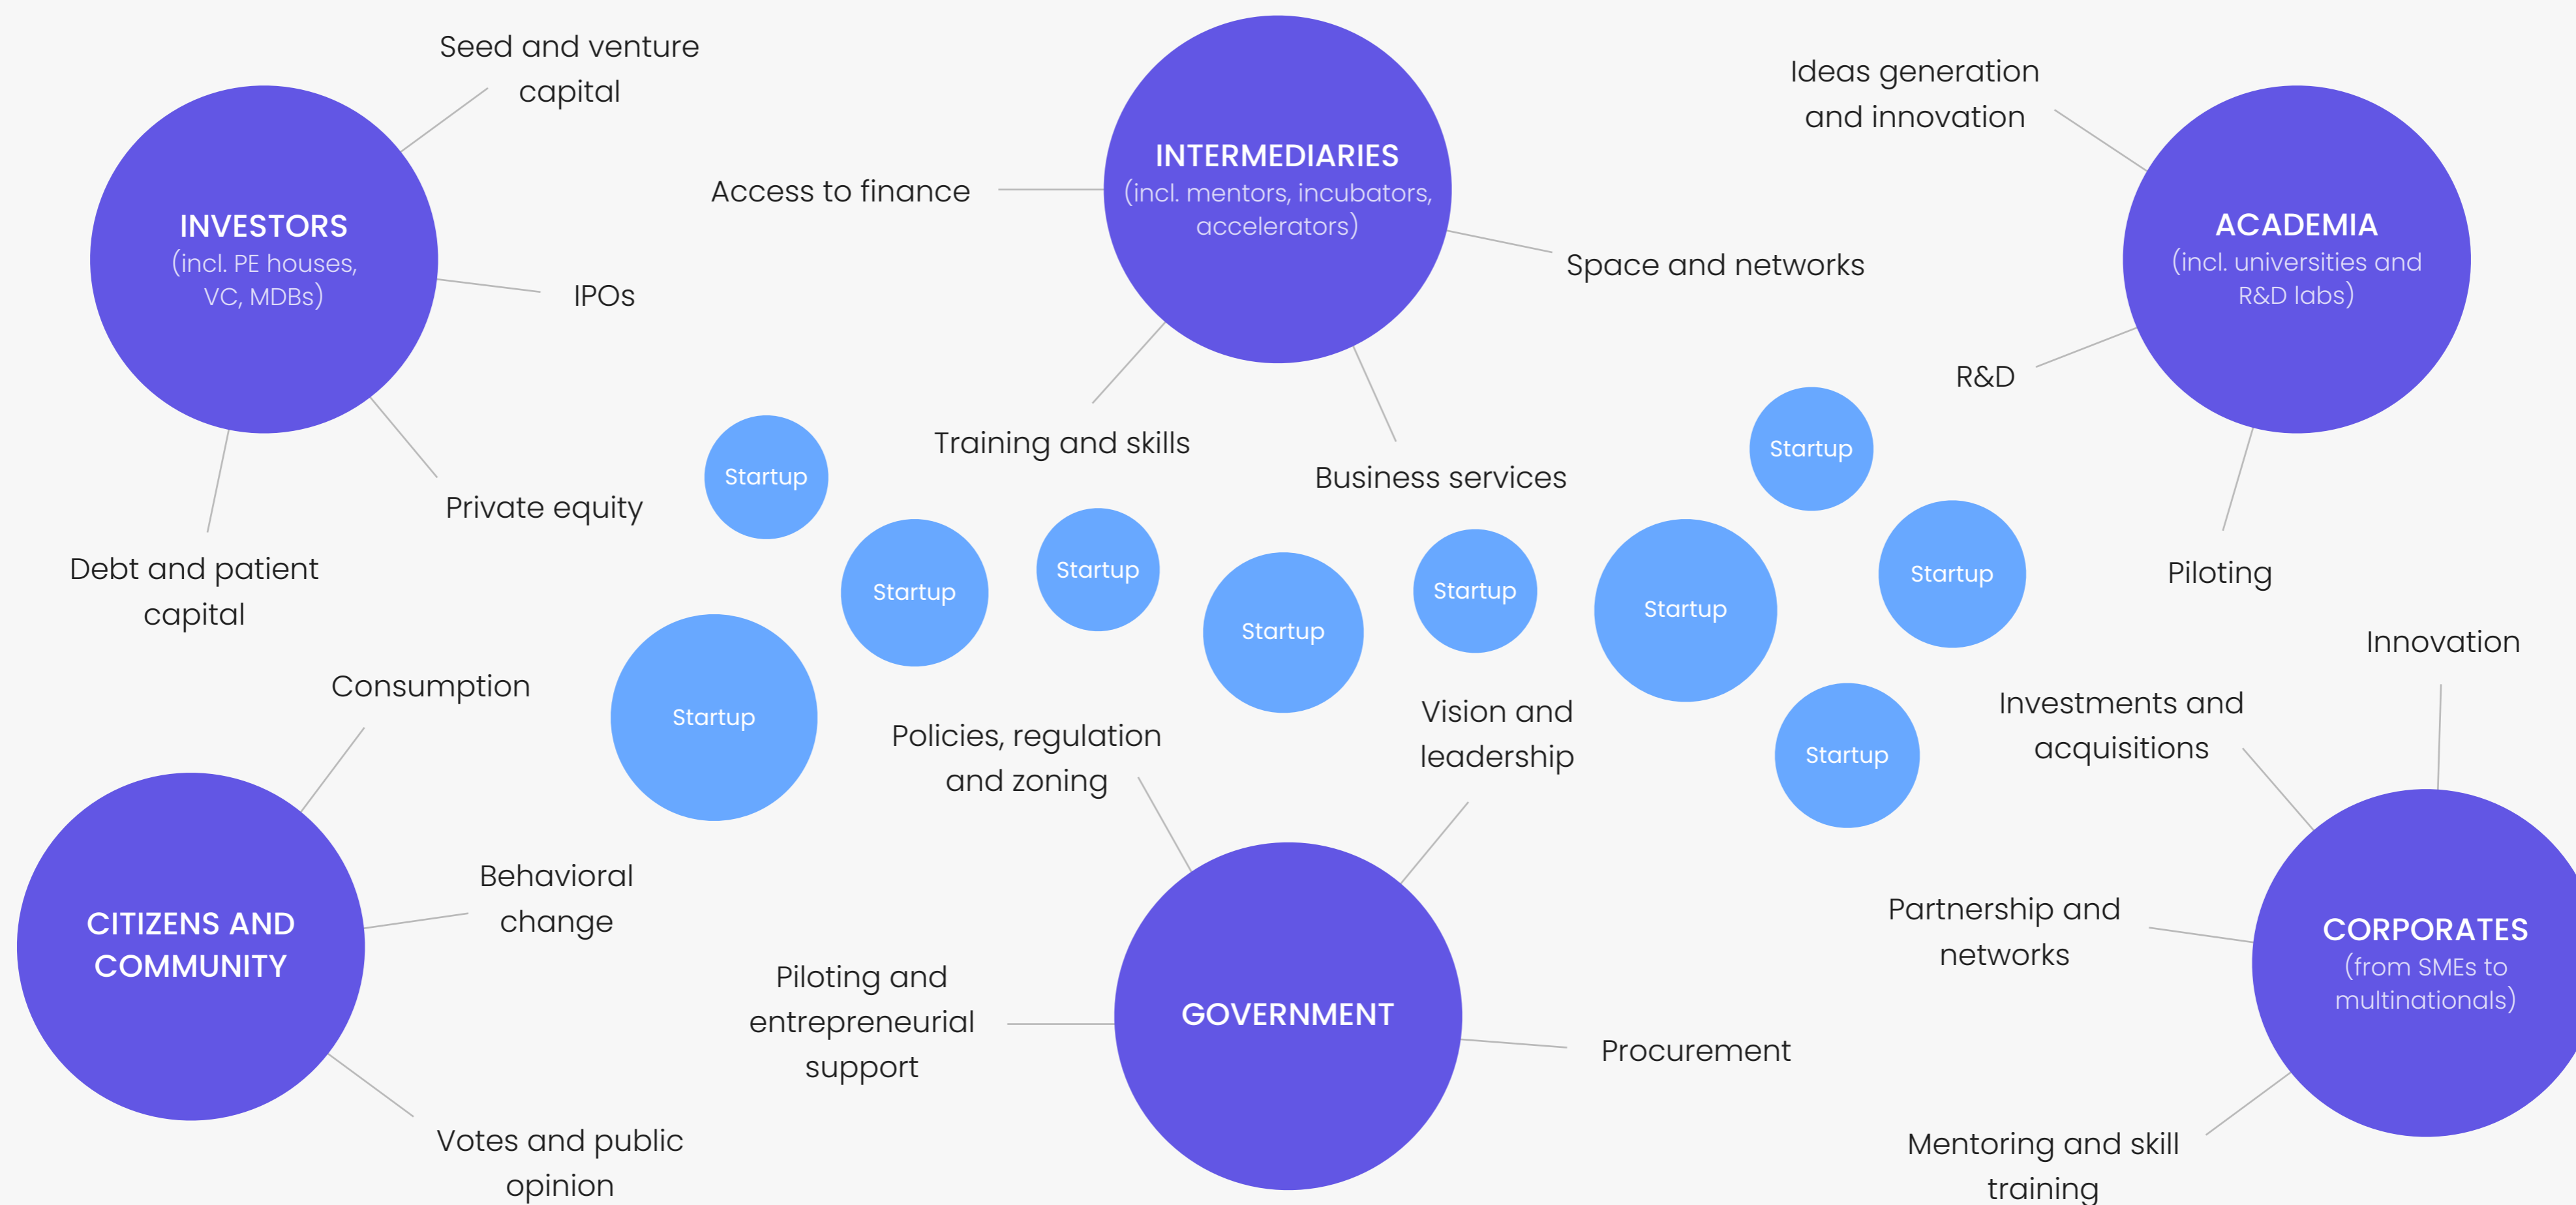 Seed and venture
capital
INVESTORS
(incl. PE houses,
VC, MDBs)
IPOs
Private equity
Debt and patient
capital
INTERMEDIARIES
(incl. mentors, incubators,
accelerators)
Access to finance
Space and networks
Training and skills
Business services
Ideas generation
and innovation
ACADEMIA
(incl. universities and
R&D labs)
R&D
Piloting
Startup
Startup
Startup
Startup
Startup
Startup
Startup
Startup
Startup
Startup
Consumption
CITIZENS AND
COMMUNITY
Behavioral
change
Votes and public
opinion
Policies, regulation
and zoning
Vision and
leadership
GOVERNMENT
Piloting and
entrepreneurial
support
Procurement
Innovation
Investments and
acquisitions
Partnership and
networks
CORPORATES
(from SMEs to
multinationals)
Mentoring and skill
training